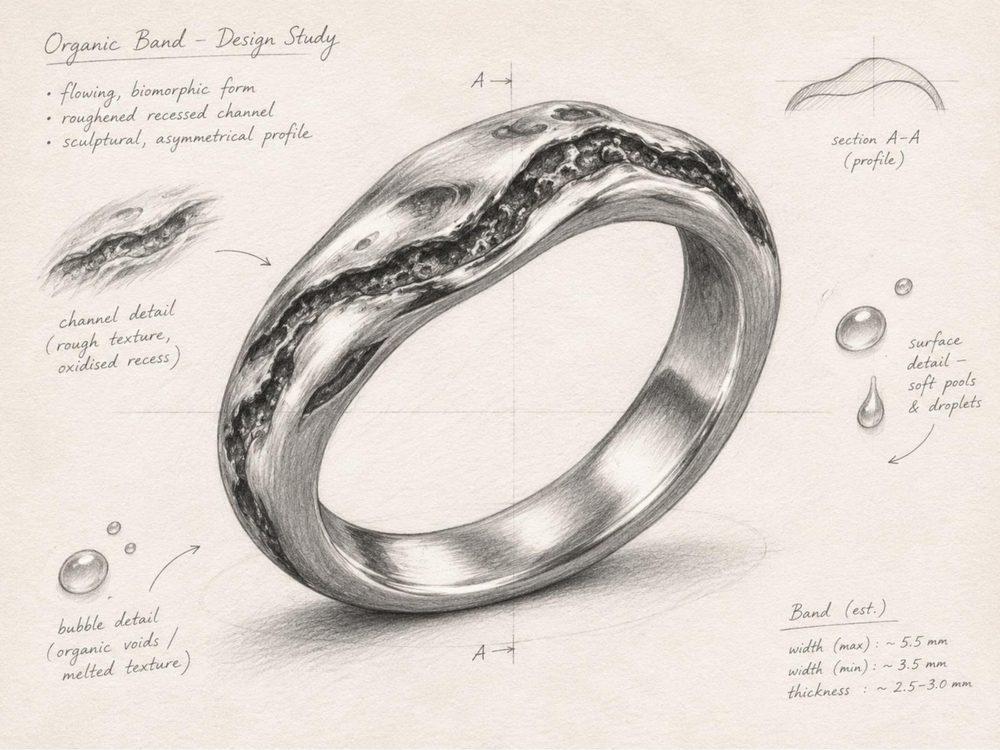 Organic Band – Design Study
• flowing, biomorphic form
• roughened recessed channel
• sculptural, asymmetrical profile
A
section A-A
(profile)
channel detail
(rough texture,
oxidised recess)
surface
detail –
soft pools
& droplets
bubble detail
(organic voids /
melted texture)
A
Band (est.)
width (max) : ~ 5.5 mm
width (min) : ~ 3.5 mm
thickness : ~ 2.5–3.0 mm